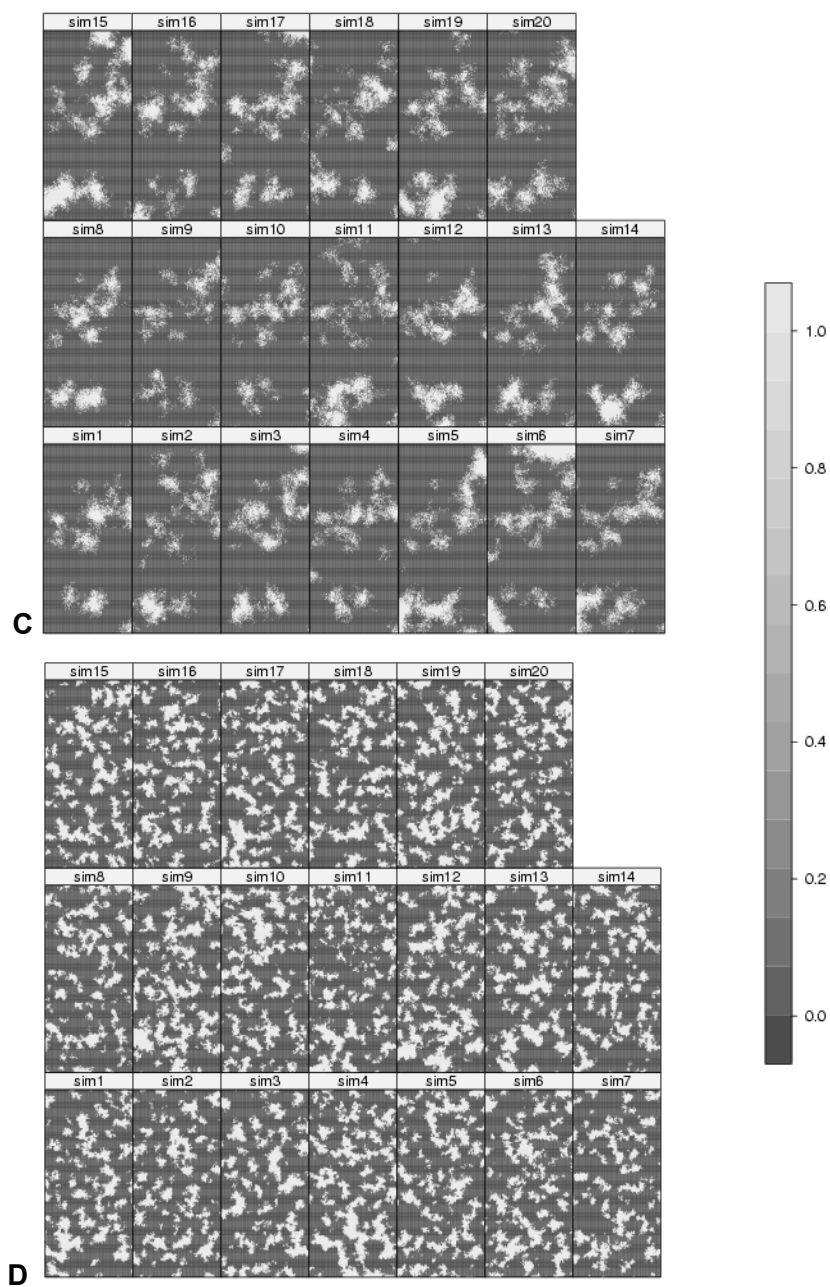 sim15 sim16 sim17 sim18 sim19 sim20
sim8 sim9 sim10 sim11 sim12 sim13 sim14
sim1 sim2 sim3 sim4 sim5 sim6 sim7
C
sim15 sim16 sim17 sim18 sim19 sim20
sim8 sim9 sim10 sim11 sim12 sim13 sim14
sim1 sim2 sim3 sim4 sim5 sim6 sim7
D
1.0
0.8
0.6
0.4
0.2
0.0